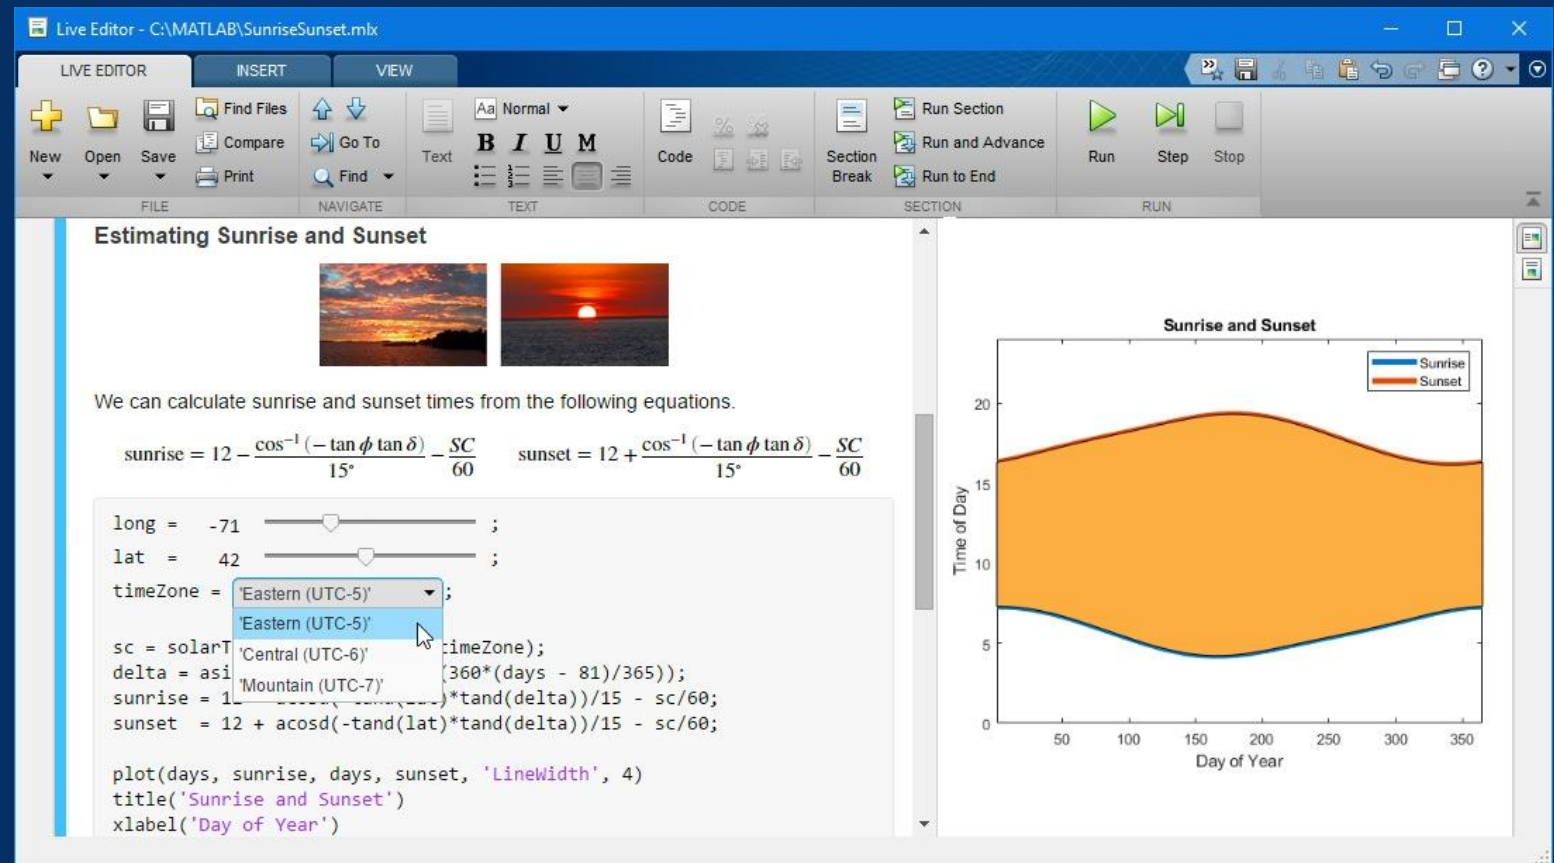 Live Editor - C:\MATLAB\SunriseSunset.mlx
LIVE EDITOR INSERT VIEW
New Open Save Find Files Compare Print
FILE
Go To Find
NAVIGATE
Text Aa Normal B I U M
TEXT
Code
CODE
Section Break Run Section Run and Advance Run to End
SECTION
Run Step Stop
RUN
Estimating Sunrise and Sunset
We can calculate sunrise and sunset times from the following equations.
sunrise = 12 − cos⁻¹ (− tan ϕ tan δ) / 15° − SC / 60 sunset = 12 + cos⁻¹ (− tan ϕ tan δ) / 15° − SC / 60
long = -71 ;
lat = 42 ;
timeZone = 'Eastern (UTC-5)' ;
'Eastern (UTC-5)'
'Central (UTC-6)'
'Mountain (UTC-7)'
sc = solarT imeZone);
delta = asi (360*(days - 81)/365));
sunrise = 1 )*tand(delta))/15 - sc/60;
sunset = 12 + acosd(-tand(lat)*tand(delta))/15 - sc/60;
plot(days, sunrise, days, sunset, 'LineWidth', 4)
title('Sunrise and Sunset')
xlabel('Day of Year')
Sunrise and Sunset
Sunrise
Sunset
Time of Day
20
15
10
5
0
50 100 150 200 250 300 350
Day of Year